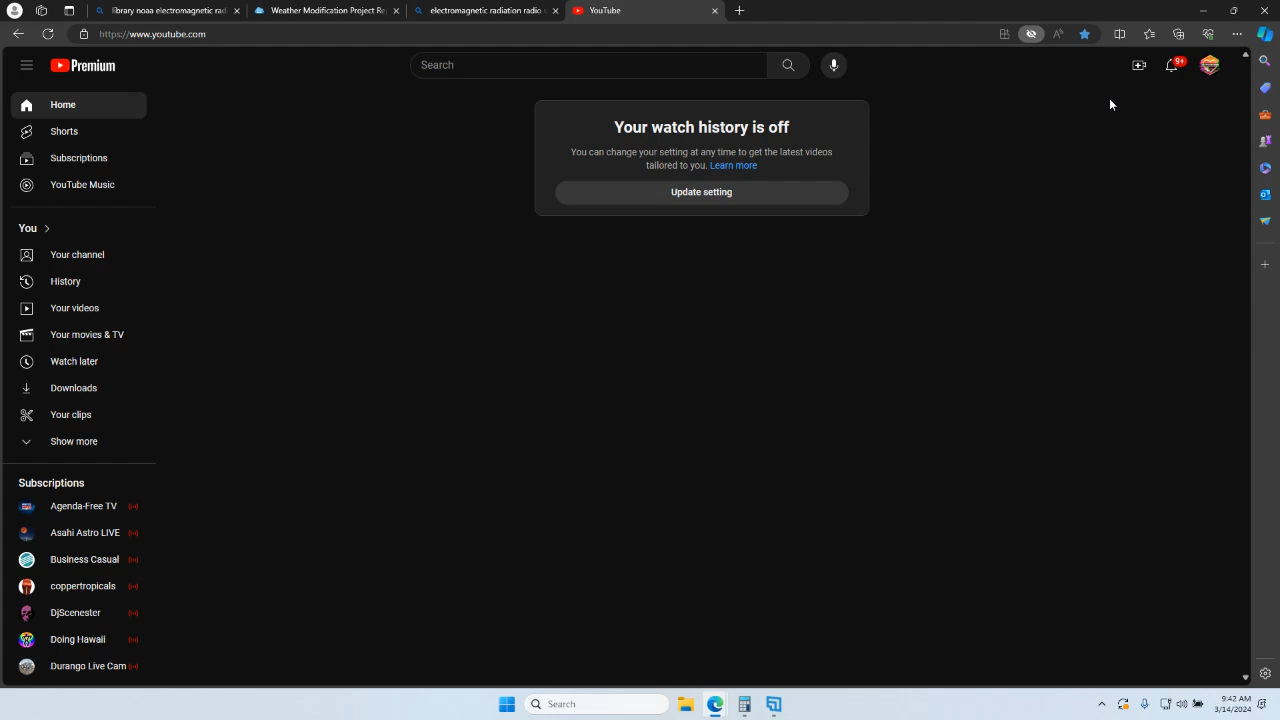 library noaa electromagnetic radi
Weather Modification Project Re
electromagnetic radiation radio
YouTube
https://www.youtube.com
Premium
Search
9+
Home
Shorts
Subscriptions
YouTube Music
You
Your channel
History
Your videos
Your movies & TV
Watch later
Downloads
Your clips
Show more
Subscriptions
Agenda-Free TV
Asahi Astro LIVE
Business Casual
coppertropicals
DjScenester
Doing Hawaii
Durango Live Cam
Your watch history is off
You can change your setting at any time to get the latest videos
tailored to you. Learn more
Update setting
Search
9:42 AM
3/14/2024